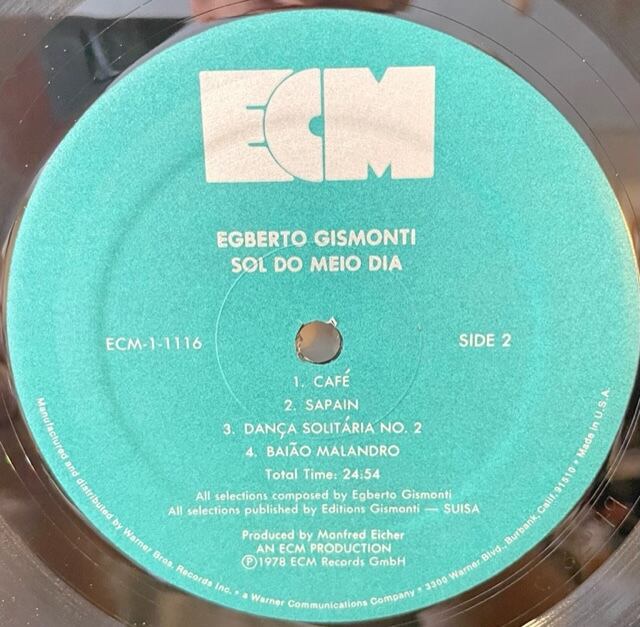 ECM
EGBERTO GISMONTI
SOL DO MEIO DIA
ECM-1-1116
SIDE 2
1. CAFÉ
2. SAPAIN
3. DANÇA SOLITÁRIA NO. 2
4. BAIÃO MALANDRO
Total Time: 24:54
All selections composed by Egberto Gismonti
All selections published by Editions Gismonti — SUISA
Produced by Manfred Eicher
AN ECM PRODUCTION
Ⓟ1978 ECM Records GmbH
Manufactured and distributed by Warner Bros. Records Inc. • a Warner Communications Company • 3300 Warner Blvd., Burbank, Calif. 91510 • Made in U.S.A.